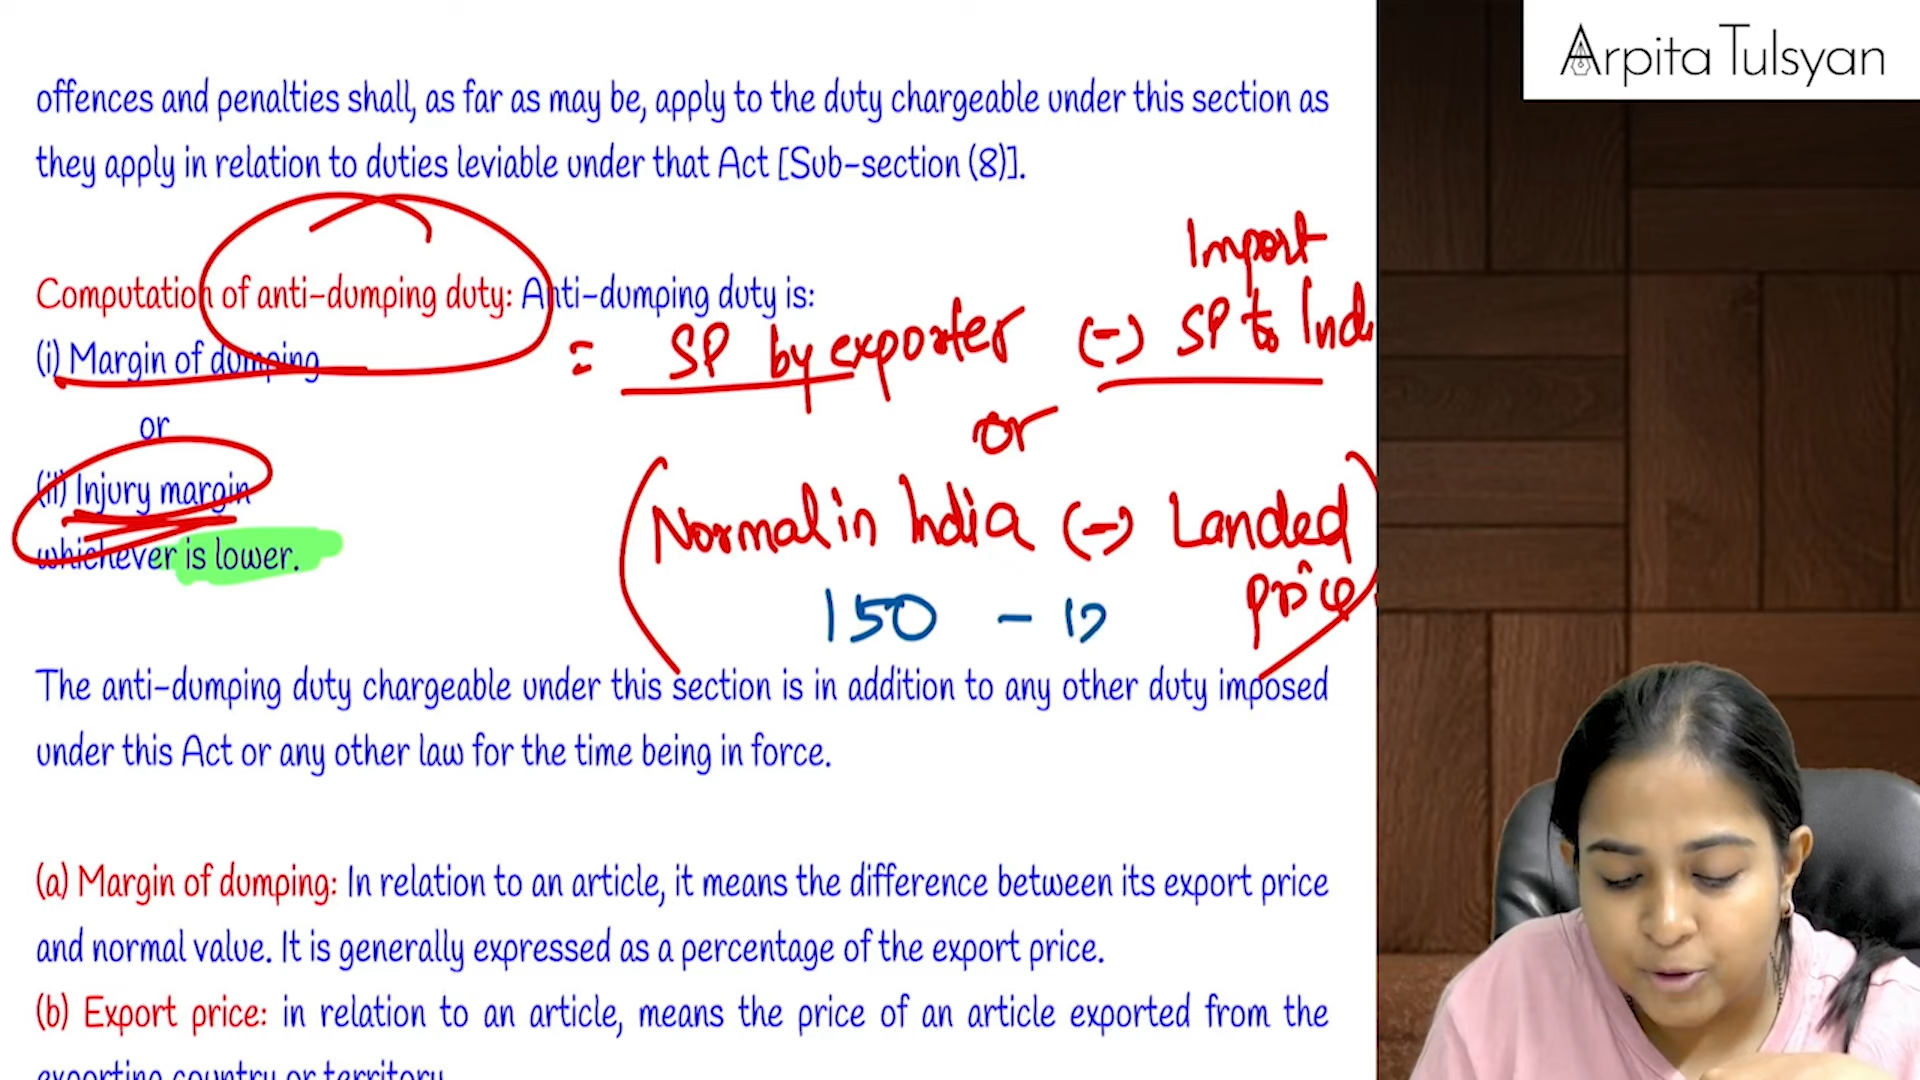 Arpita Tulsyan
offences and penalties shall, as far as may be, apply to the duty chargeable under this section as
they apply in relation to duties leviable under that Act [Sub-section (8)].
Import
Computation of anti-dumping duty: Anti-dumping duty is:
= SP by exporter (-) SP to Indi
(i) Margin of dumping
or
or
(ii) Injury margin
Normal in India (-) Landed
whichever is lower.
price
150 - 12
The anti-dumping duty chargeable under this section is in addition to any other duty imposed
under this Act or any other law for the time being in force.
(a) Margin of dumping: In relation to an article, it means the difference between its export price
and normal value. It is generally expressed as a percentage of the export price.
(b) Export price: in relation to an article, means the price of an article exported from the
exporting country or territory